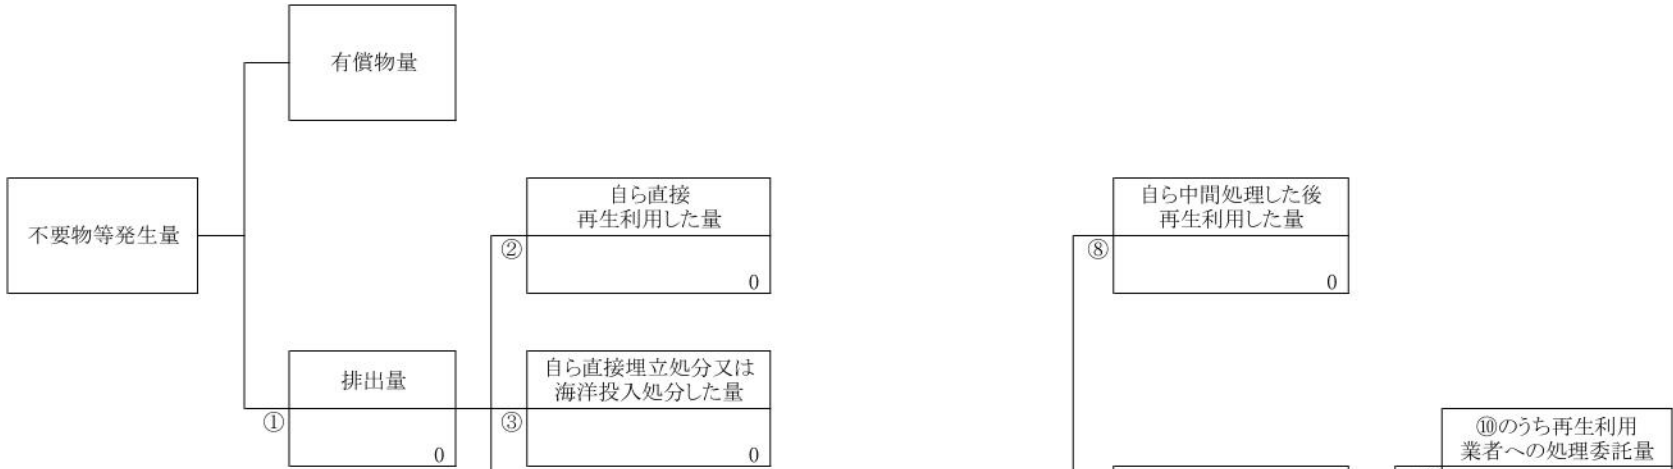 有償物量
不要物等発生量
自ら直接
再生利用した量
②
0
自ら中間処理した後
再生利用した量
⑧
0
排出量
①
0
自ら直接埋立処分又は
海洋投入処分した量
③
0
⑩のうち再生利用
業者への処理委託量